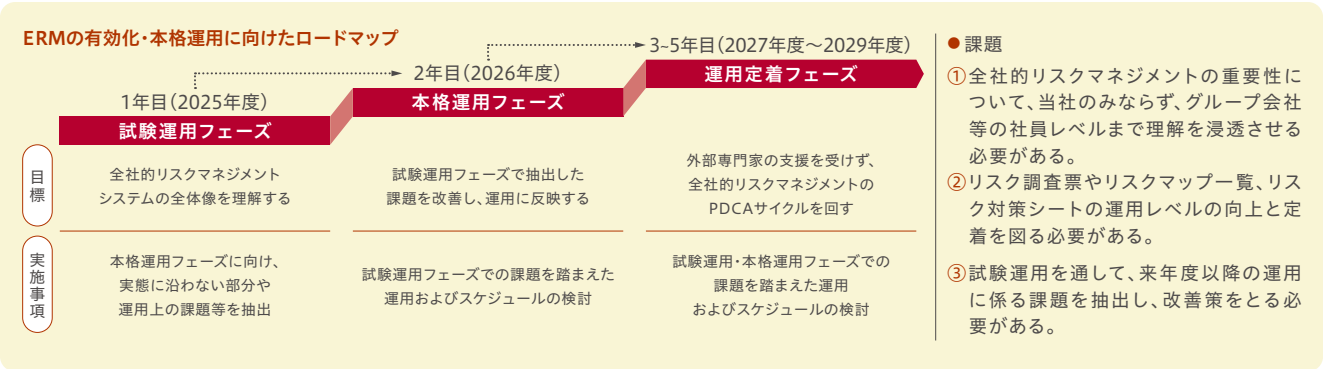 ERMの有効化・本格運用に向けたロードマップ
1年目(2025年度)
試験運用フェーズ
2年目(2026年度)
本格運用フェーズ
3~5年目(2027年度～2029年度)
運用定着フェーズ
目標
全社的リスクマネジメント
システムの全体像を理解する
試験運用フェーズで抽出した
課題を改善し、運用に反映する
外部専門家の支援を受けず、
全社的リスクマネジメントの
PDCAサイクルを回す
実施事項
本格運用フェーズに向け、
実態に沿わない部分や
運用上の課題等を抽出
試験運用フェーズでの課題を踏まえた
運用およびスケジュールの検討
試験運用・本格運用フェーズでの
課題を踏まえた運用
およびスケジュールの検討
●課題
①全社的リスクマネジメントの重要性に
ついて、当社のみならず、グループ会社
等の社員レベルまで理解を浸透させる
必要がある。
②リスク調査票やリスクマップ一覧、リス
ク対策シートの運用レベルの向上と定
着を図る必要がある。
③試験運用を通して、来年度以降の運用
に係る課題を抽出し、改善策をとる必
要がある。